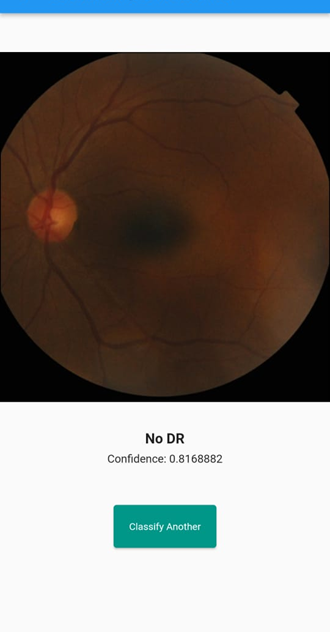 No DR
Confidence: 0.8168882
Classify Another